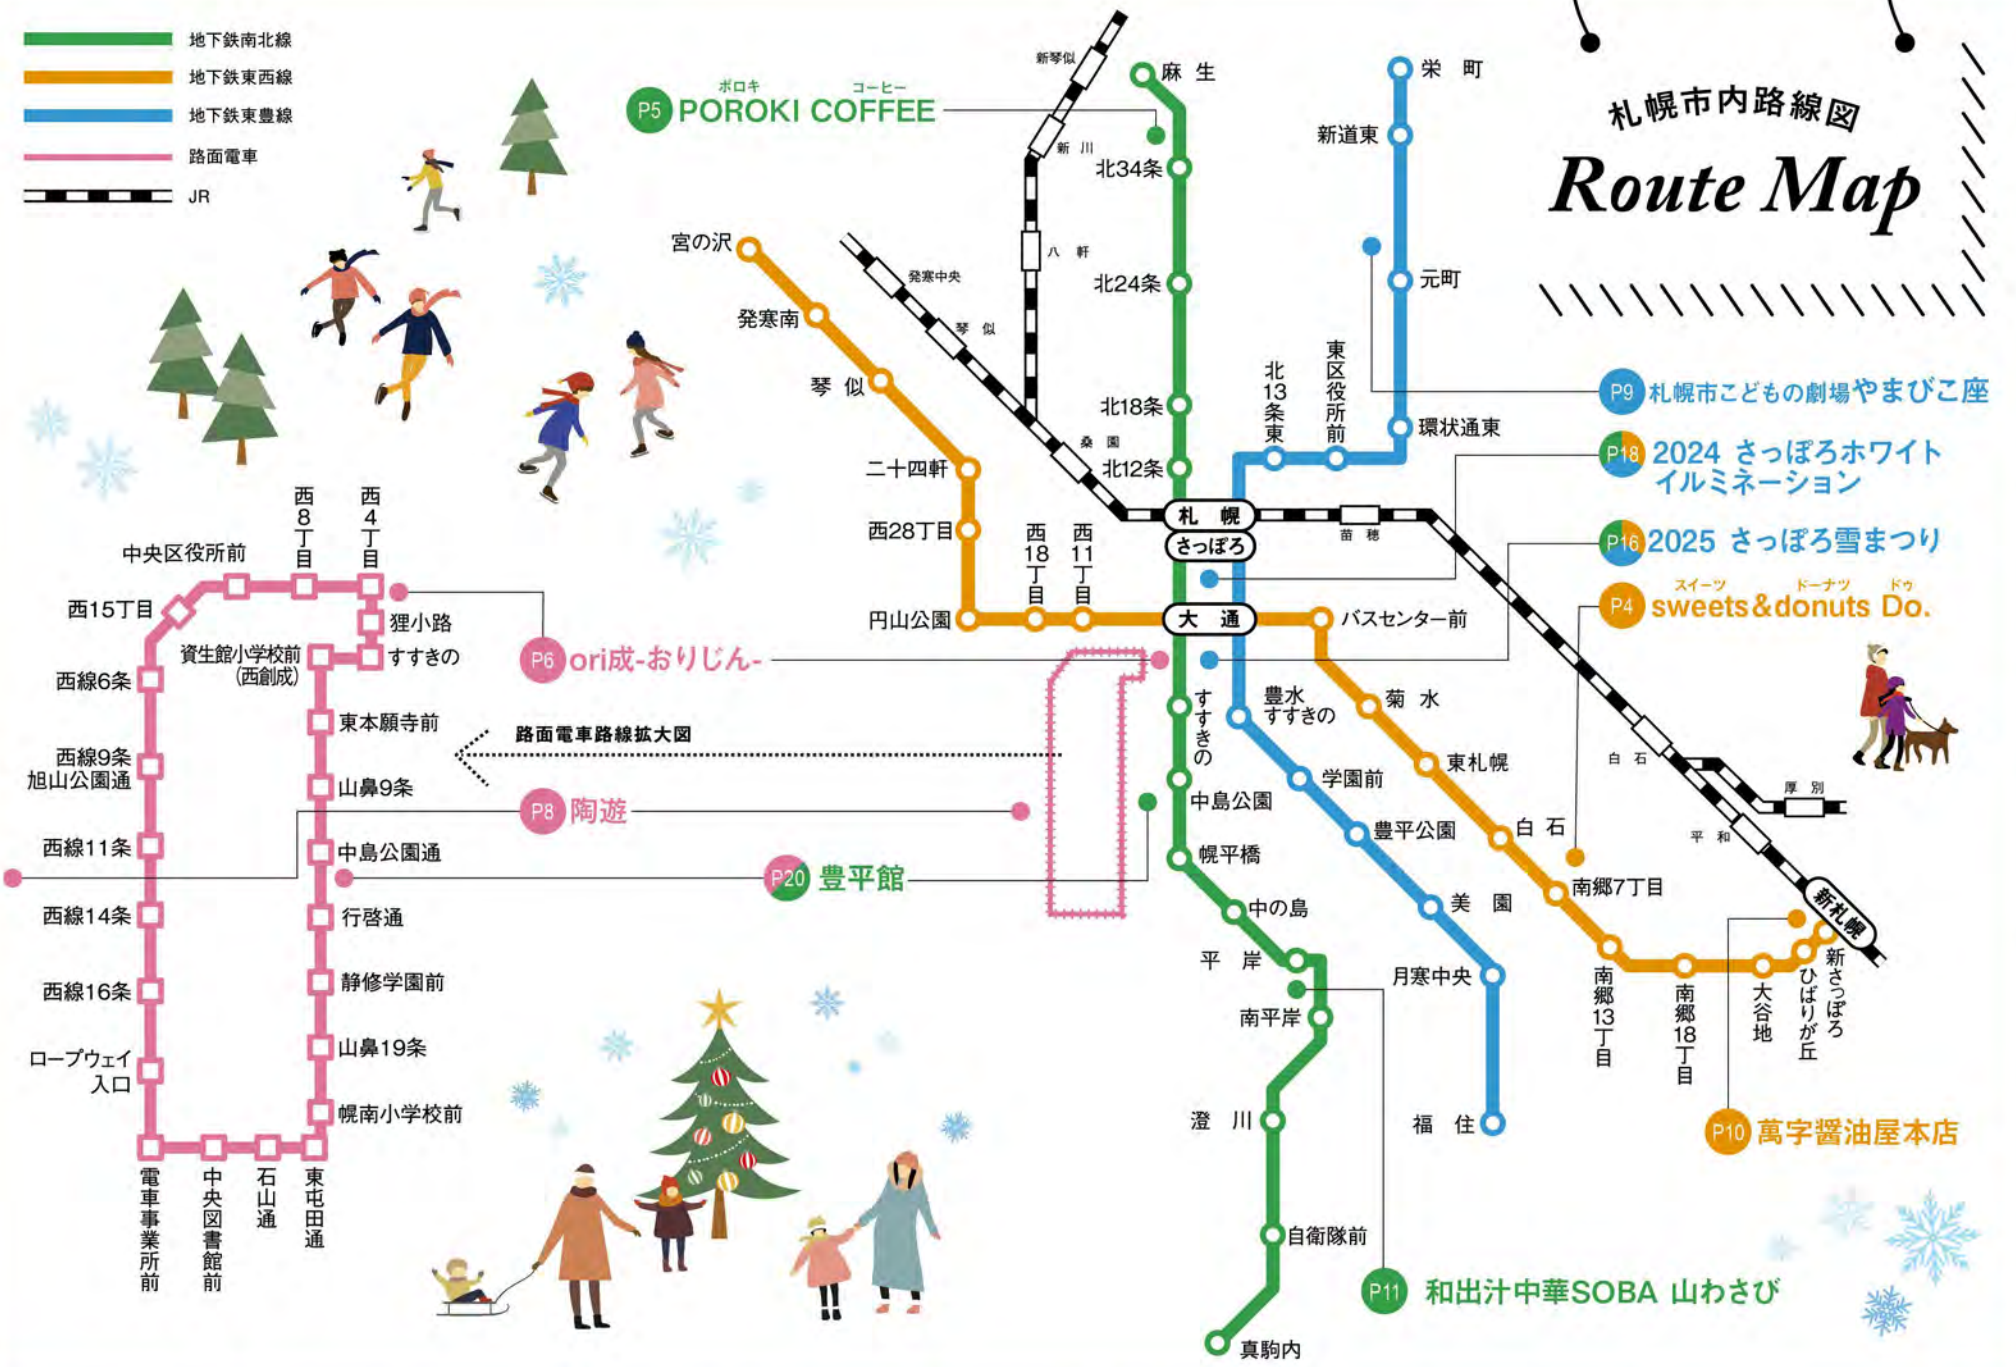 地下鉄南北線
地下鉄東西線
地下鉄東豊線
路面電車
JR
札幌市内路線図
Route Map
P5
ポロキ コーヒー
POROKI COFFEE
新琴似
新川
八軒
発寒中央
琴似
桑園
札幌
苗穂
白石
厚別
平和
新札幌
麻生
北34条
北24条
北18条
北12条
さっぽろ
大通
すすきの
中島公園
幌平橋
中の島
平岸
南平岸
澄川
自衛隊前
真駒内
栄町
新道東
元町
環状通東
東区役所前
北13条東
豊水
すすきの
学園前
豊平公園
美園
月寒中央
福住
宮の沢
発寒南
琴似
二十四軒
西28丁目
円山公園
西18丁目
西11丁目
バスセンター前
菊水
東札幌
白石
南郷7丁目
南郷13丁目
南郷18丁目
大谷地
ひばりが丘
新さっぽろ
P9 札幌市こどもの劇場やまびこ座
P18 2024 さっぽろホワイト
イルミネーション
P16 2025 さっぽろ雪まつり
スイーツ ドーナツ ドゥ
P4 sweets&donuts Do.
P10 萬字醤油屋本店
P11 和出汁中華SOBA 山わさび
P6 ori成-おりじん-
路面電車路線拡大図
P8 陶遊
P20 豊平館
西4丁目
西8丁目
中央区役所前
西15丁目
西線6条
西線9条
旭山公園通
西線11条
西線14条
西線16条
ロープウェイ
入口
電車事業所前
中央図書館前
石山通
東屯田通
幌南小学校前
山鼻19条
静修学園前
行啓通
中島公園通
山鼻9条
東本願寺前
資生館小学校前
(西創成)
すすきの
狸小路